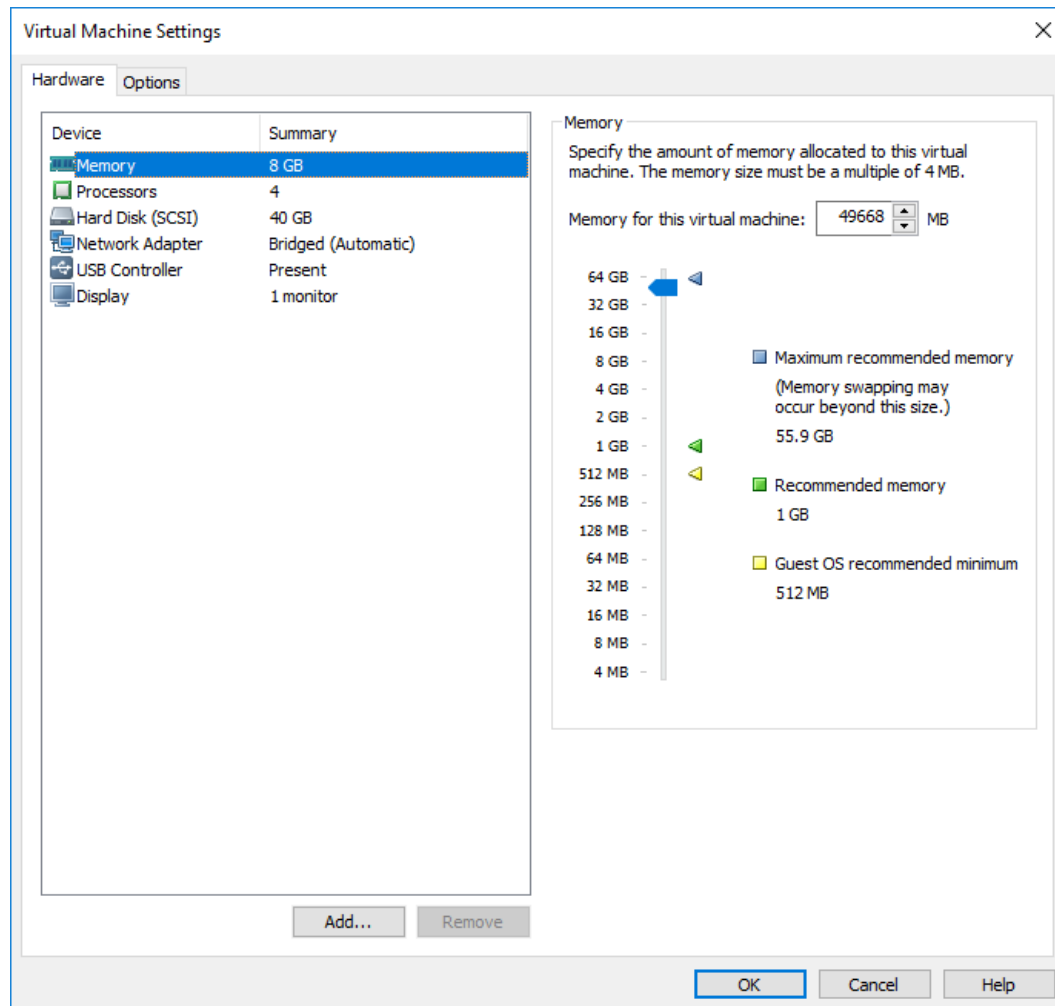 Virtual Machine Settings
Hardware Options
Device Summary
Memory 8 GB
Processors 4
Hard Disk (SCSI) 40 GB
Network Adapter Bridged (Automatic)
USB Controller Present
Display 1 monitor
Add... Remove
Memory
Specify the amount of memory allocated to this virtual
machine. The memory size must be a multiple of 4 MB.
Memory for this virtual machine: 49668 MB
64 GB
32 GB
16 GB
8 GB
4 GB
2 GB
1 GB
512 MB
256 MB
128 MB
64 MB
32 MB
16 MB
8 MB
4 MB
Maximum recommended memory
(Memory swapping may
occur beyond this size.)
55.9 GB
Recommended memory
1 GB
Guest OS recommended minimum
512 MB
OK Cancel Help